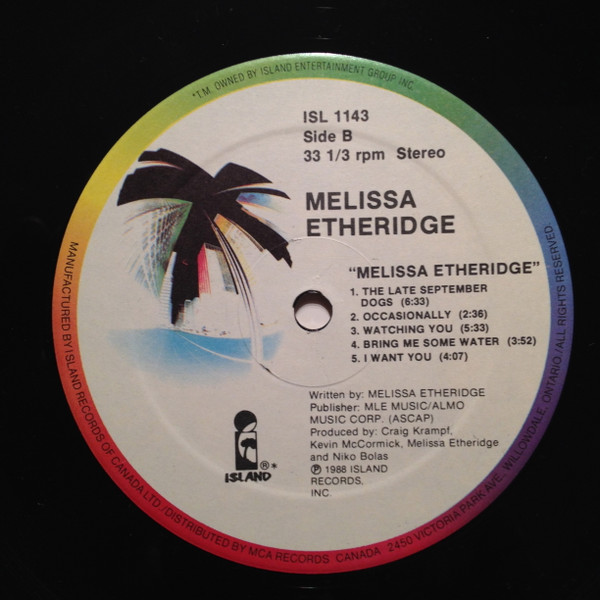 *T.M. OWNED BY ISLAND ENTERTAINMENT GROUP INC.
ISL 1143
Side B
33 1/3 rpm Stereo
MELISSA
ETHERIDGE
"MELISSA ETHERIDGE"
1. THE LATE SEPTEMBER
DOGS (6:33)
2. OCCASIONALLY (2:36)
3. WATCHING YOU (5:33)
4. BRING ME SOME WATER (3:52)
5. I WANT YOU (4:07)
Written by: MELISSA ETHERIDGE
Publisher: MLE MUSIC/ALMO
MUSIC CORP. (ASCAP)
Produced by: Craig Krampf,
Kevin McCormick, Melissa Etheridge
and Niko Bolas
℗ 1988 ISLAND
RECORDS,
INC.
ISLAND ®*
MANUFACTURED BY ISLAND RECORDS OF CANADA LTD./DISTRIBUTED BY MCA RECORDS CANADA 2450 VICTORIA PARK AVE. WILLOWDALE, ONTARIO./ALL RIGHTS RESERVED.